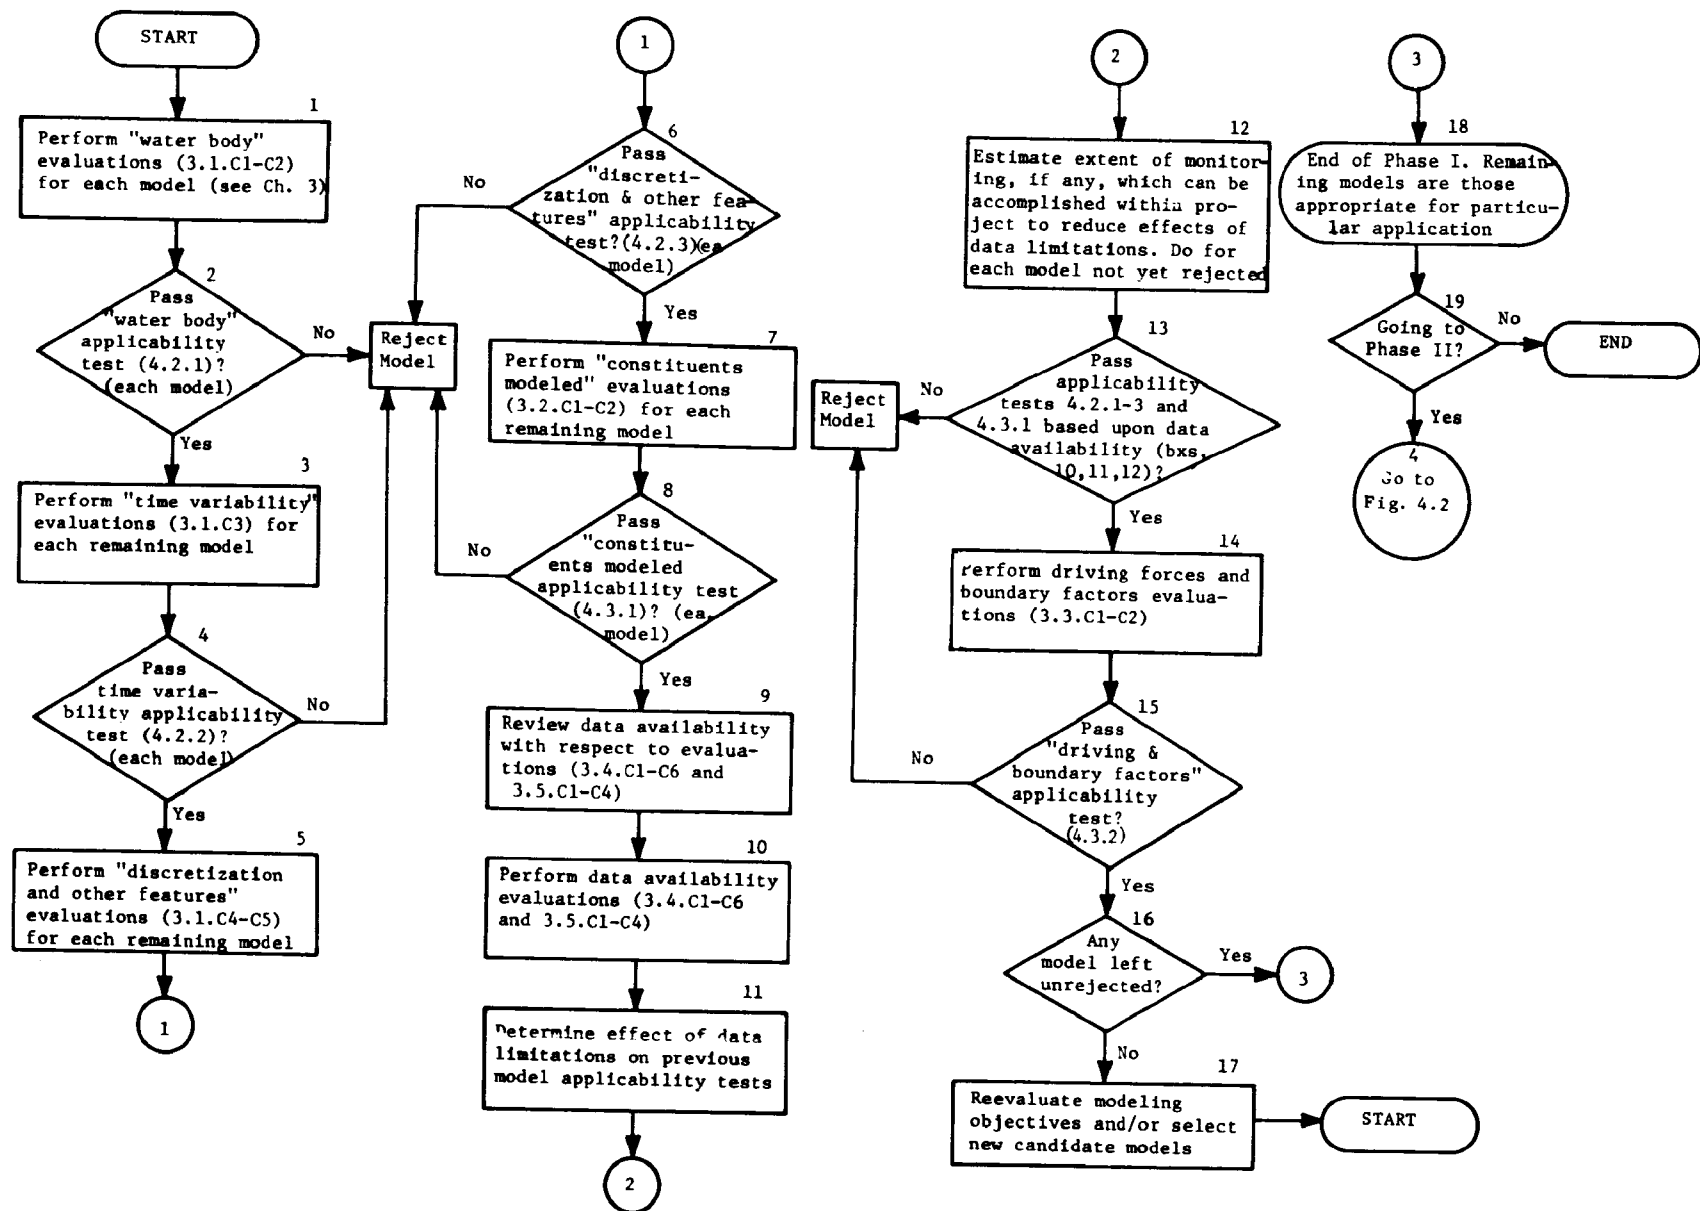 START
1
Perform "water body"
evaluations (3.1.C1-C2)
for each model (see Ch. 3)
2
Pass
"water body"
applicability
test (4.2.1)?
(each model)
No
Yes
Reject
Model
3
Perform "time variability"
evaluations (3.1.C3) for
each remaining model
4
Pass
time varia-
bility applicability
test (4.2.2)?
(each model)
No
Yes
5
Perform "discretization
and other features"
evaluations (3.1.C4-C5)
for each remaining model
1
1
6
Pass
"discreti-
zation & other fea-
tures" applicability
test?(4.2.3)(ea
model)
No
Yes
7
Perform "constituents
modeled" evaluations
(3.2.C1-C2) for each
remaining model
8
Pass
"constitu-
ents modeled
applicability test
(4.3.1)? (ea.
model)
No
Yes
9
Review data availability
with respect to evalua-
tions (3.4.C1-C6 and
3.5.C1-C4)
10
Perform data availability
evaluations (3.4.C1-C6
and 3.5.C1-C4)
11
Determine effect of data
limitations on previous
model applicability tests
2
2
12
Estimate extent of monitor-
ing, if any, which can be
accomplished within pro-
ject to reduce effects of
data limitations. Do for
each model not yet rejected
13
Pass
applicability
tests 4.2.1-3 and
4.3.1 based upon data
availability (bxs,
10,11,12)?
No
Reject
Model
Yes
14
Perform driving forces and
boundary factors evalua-
tions (3.3.C1-C2)
15
Pass
"driving &
boundary factors"
applicability
test?
(4.3.2)
No
Yes
16
Any
model left
unrejected?
Yes
3
No
17
Reevaluate modeling
objectives and/or select
new candidate models
START
3
18
End of Phase I. Remain-
ing models are those
appropriate for particu-
lar application
19
Going to
Phase II?
No
END
Yes
4
Go to
Fig. 4.2